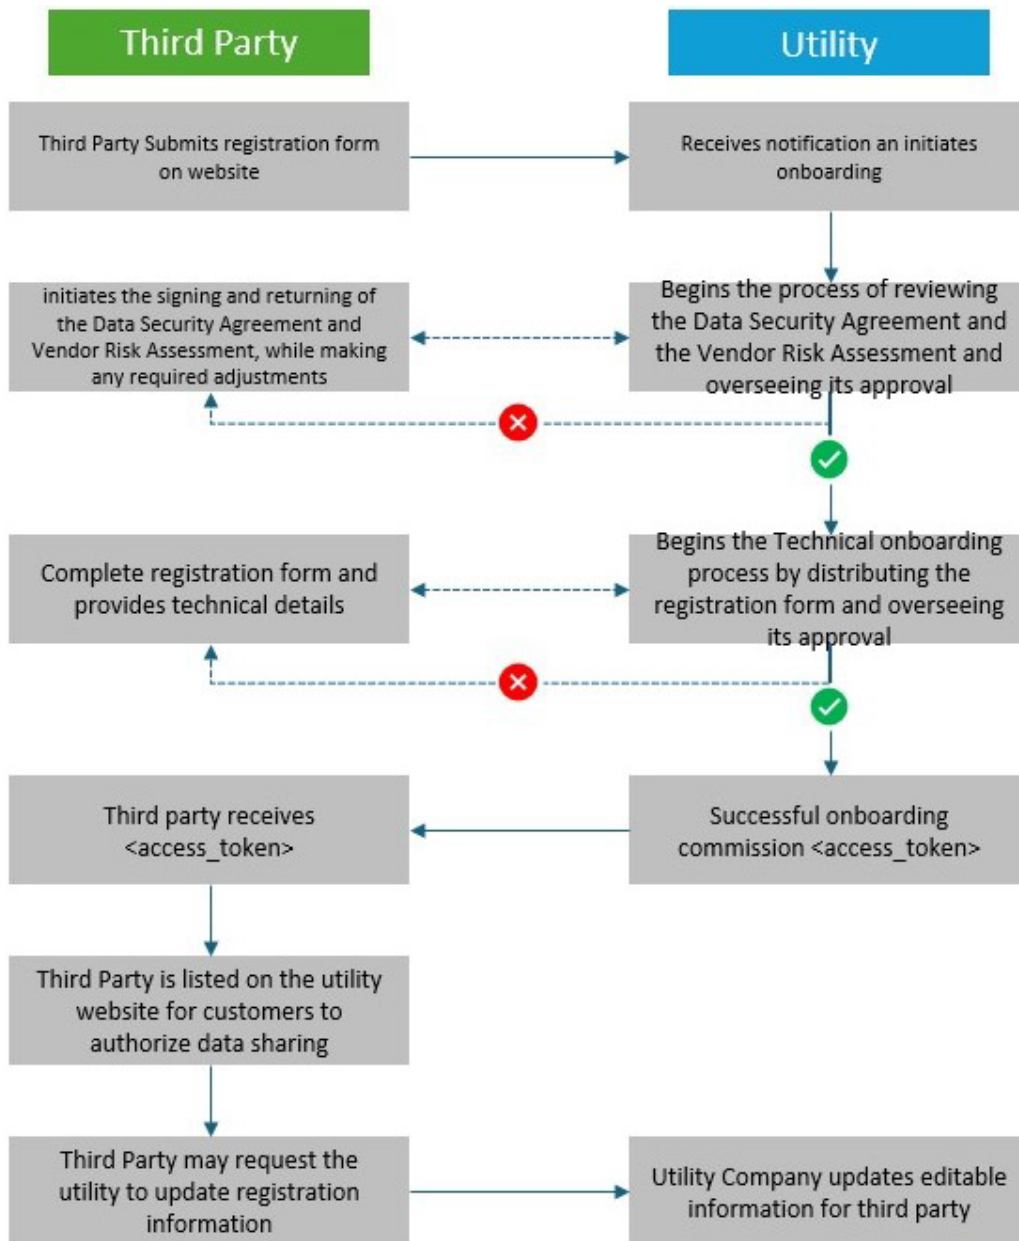 Third Party
Utility
Third Party Submits registration form
on website
Receives notification an initiates
onboarding
initiates the signing and returning of
the Data Security Agreement and
Vendor Risk Assessment, while making
any required adjustments
Begins the process of reviewing
the Data Security Agreement and
the Vendor Risk Assessment and
overseeing its approval
Complete registration form and
provides technical details
Begins the Technical onboarding
process by distributing the
registration form and overseeing
its approval
Third party receives
<access_token>
Successful onboarding
commission <access_token>
Third Party is listed on the utility
website for customers to
authorize data sharing
Third Party may request the
utility to update registration
information
Utility Company updates editable
information for third party